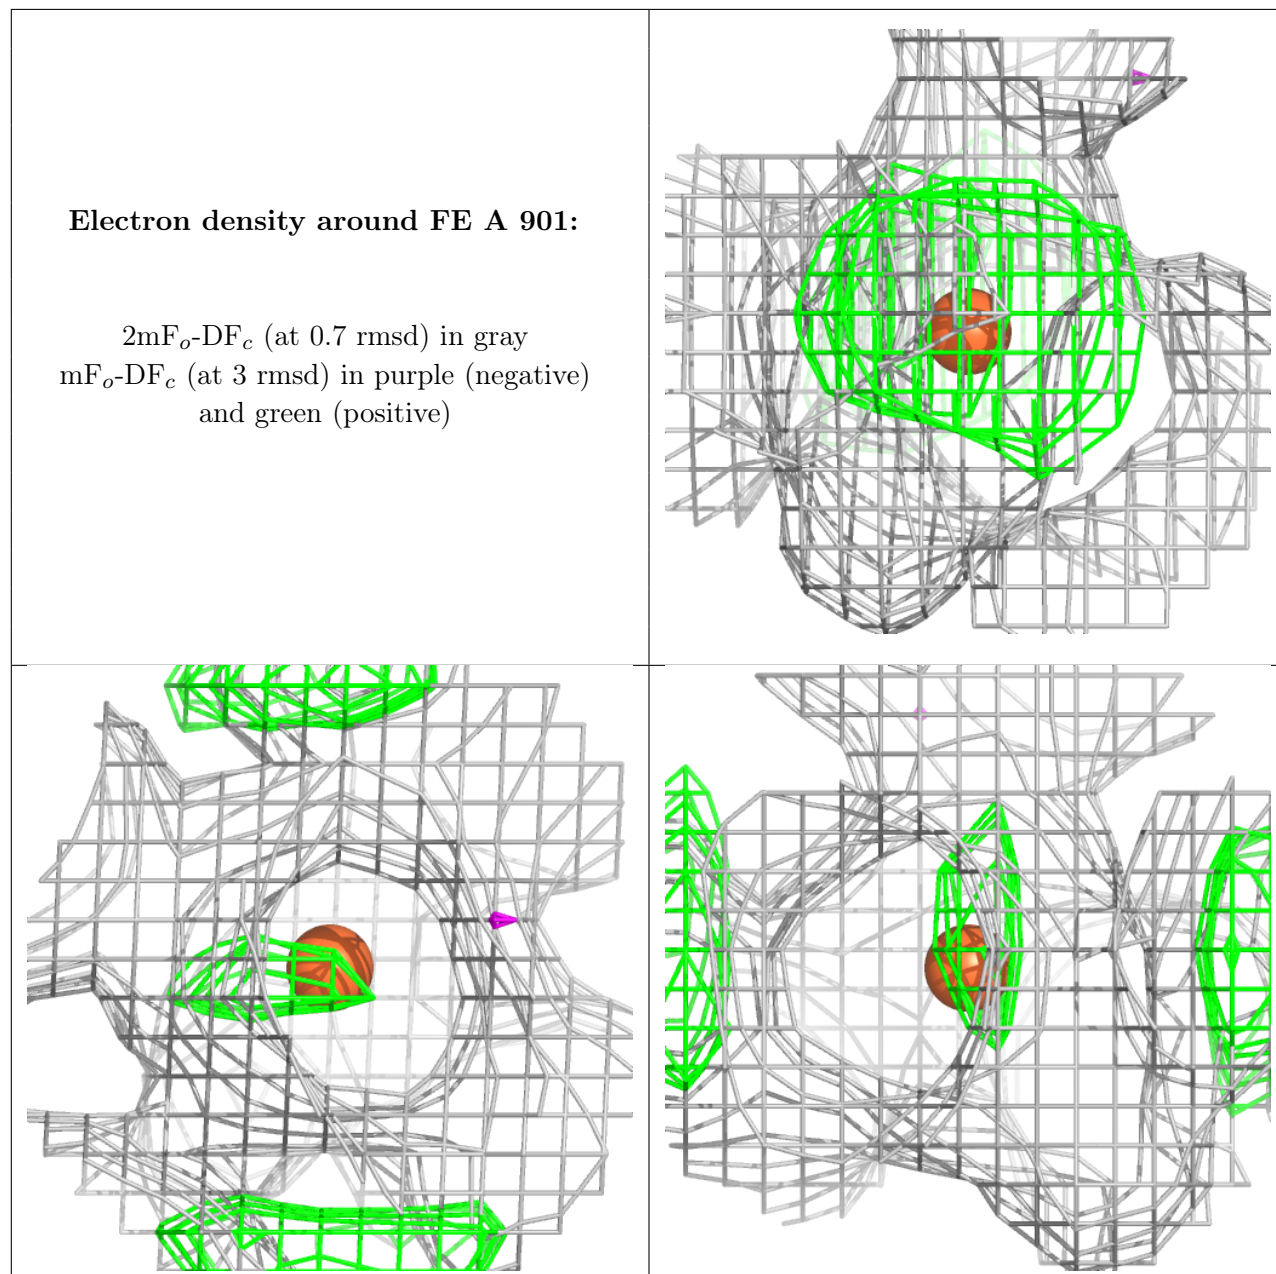 Electron density around FE A 901:
2mFo-DFc (at 0.7 rmsd) in gray
mFo-DFc (at 3 rmsd) in purple (negative)
and green (positive)